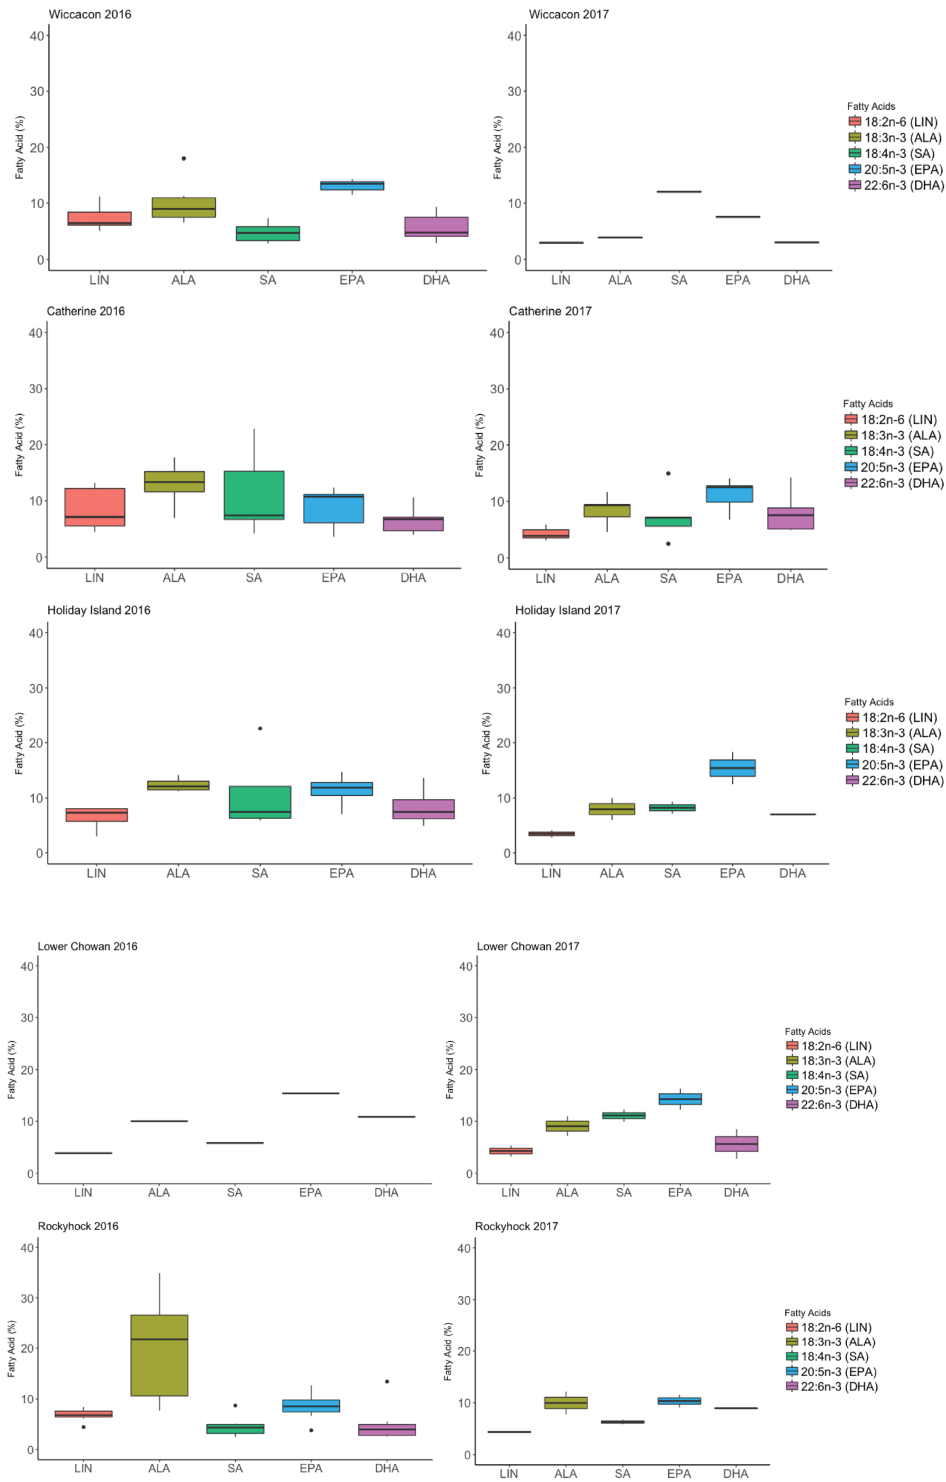 Wiccacon 2016
Wiccacon 2017
Fatty Acid (%)
40
30
20
10
0
LIN ALA SA EPA DHA
Fatty Acid (%)
40
30
20
10
0
LIN ALA SA EPA DHA
Fatty Acids
18:2n-6 (LIN)
18:3n-3 (ALA)
18:4n-3 (SA)
20:5n-3 (EPA)
22:6n-3 (DHA)
Catherine 2016
Catherine 2017
Fatty Acid (%)
40
30
20
10
0
LIN ALA SA EPA DHA
Fatty Acid (%)
40
30
20
10
0
LIN ALA SA EPA DHA
Fatty Acids
18:2n-6 (LIN)
18:3n-3 (ALA)
18:4n-3 (SA)
20:5n-3 (EPA)
22:6n-3 (DHA)
Holiday Island 2016
Holiday Island 2017
Fatty Acid (%)
40
30
20
10
0
LIN ALA SA EPA DHA
Fatty Acid (%)
40
30
20
10
0
LIN ALA SA EPA DHA
Fatty Acids
18:2n-6 (LIN)
18:3n-3 (ALA)
18:4n-3 (SA)
20:5n-3 (EPA)
22:6n-3 (DHA)
Lower Chowan 2016
Lower Chowan 2017
Fatty Acid (%)
40
30
20
10
0
LIN ALA SA EPA DHA
Fatty Acid (%)
40
30
20
10
0
LIN ALA SA EPA DHA
Fatty Acids
18:2n-6 (LIN)
18:3n-3 (ALA)
18:4n-3 (SA)
20:5n-3 (EPA)
22:6n-3 (DHA)
Rockyhock 2016
Rockyhock 2017
Fatty Acid (%)
40
30
20
10
0
LIN ALA SA EPA DHA
Fatty Acid (%)
40
30
20
10
0
LIN ALA SA EPA DHA
Fatty Acids
18:2n-6 (LIN)
18:3n-3 (ALA)
18:4n-3 (SA)
20:5n-3 (EPA)
22:6n-3 (DHA)